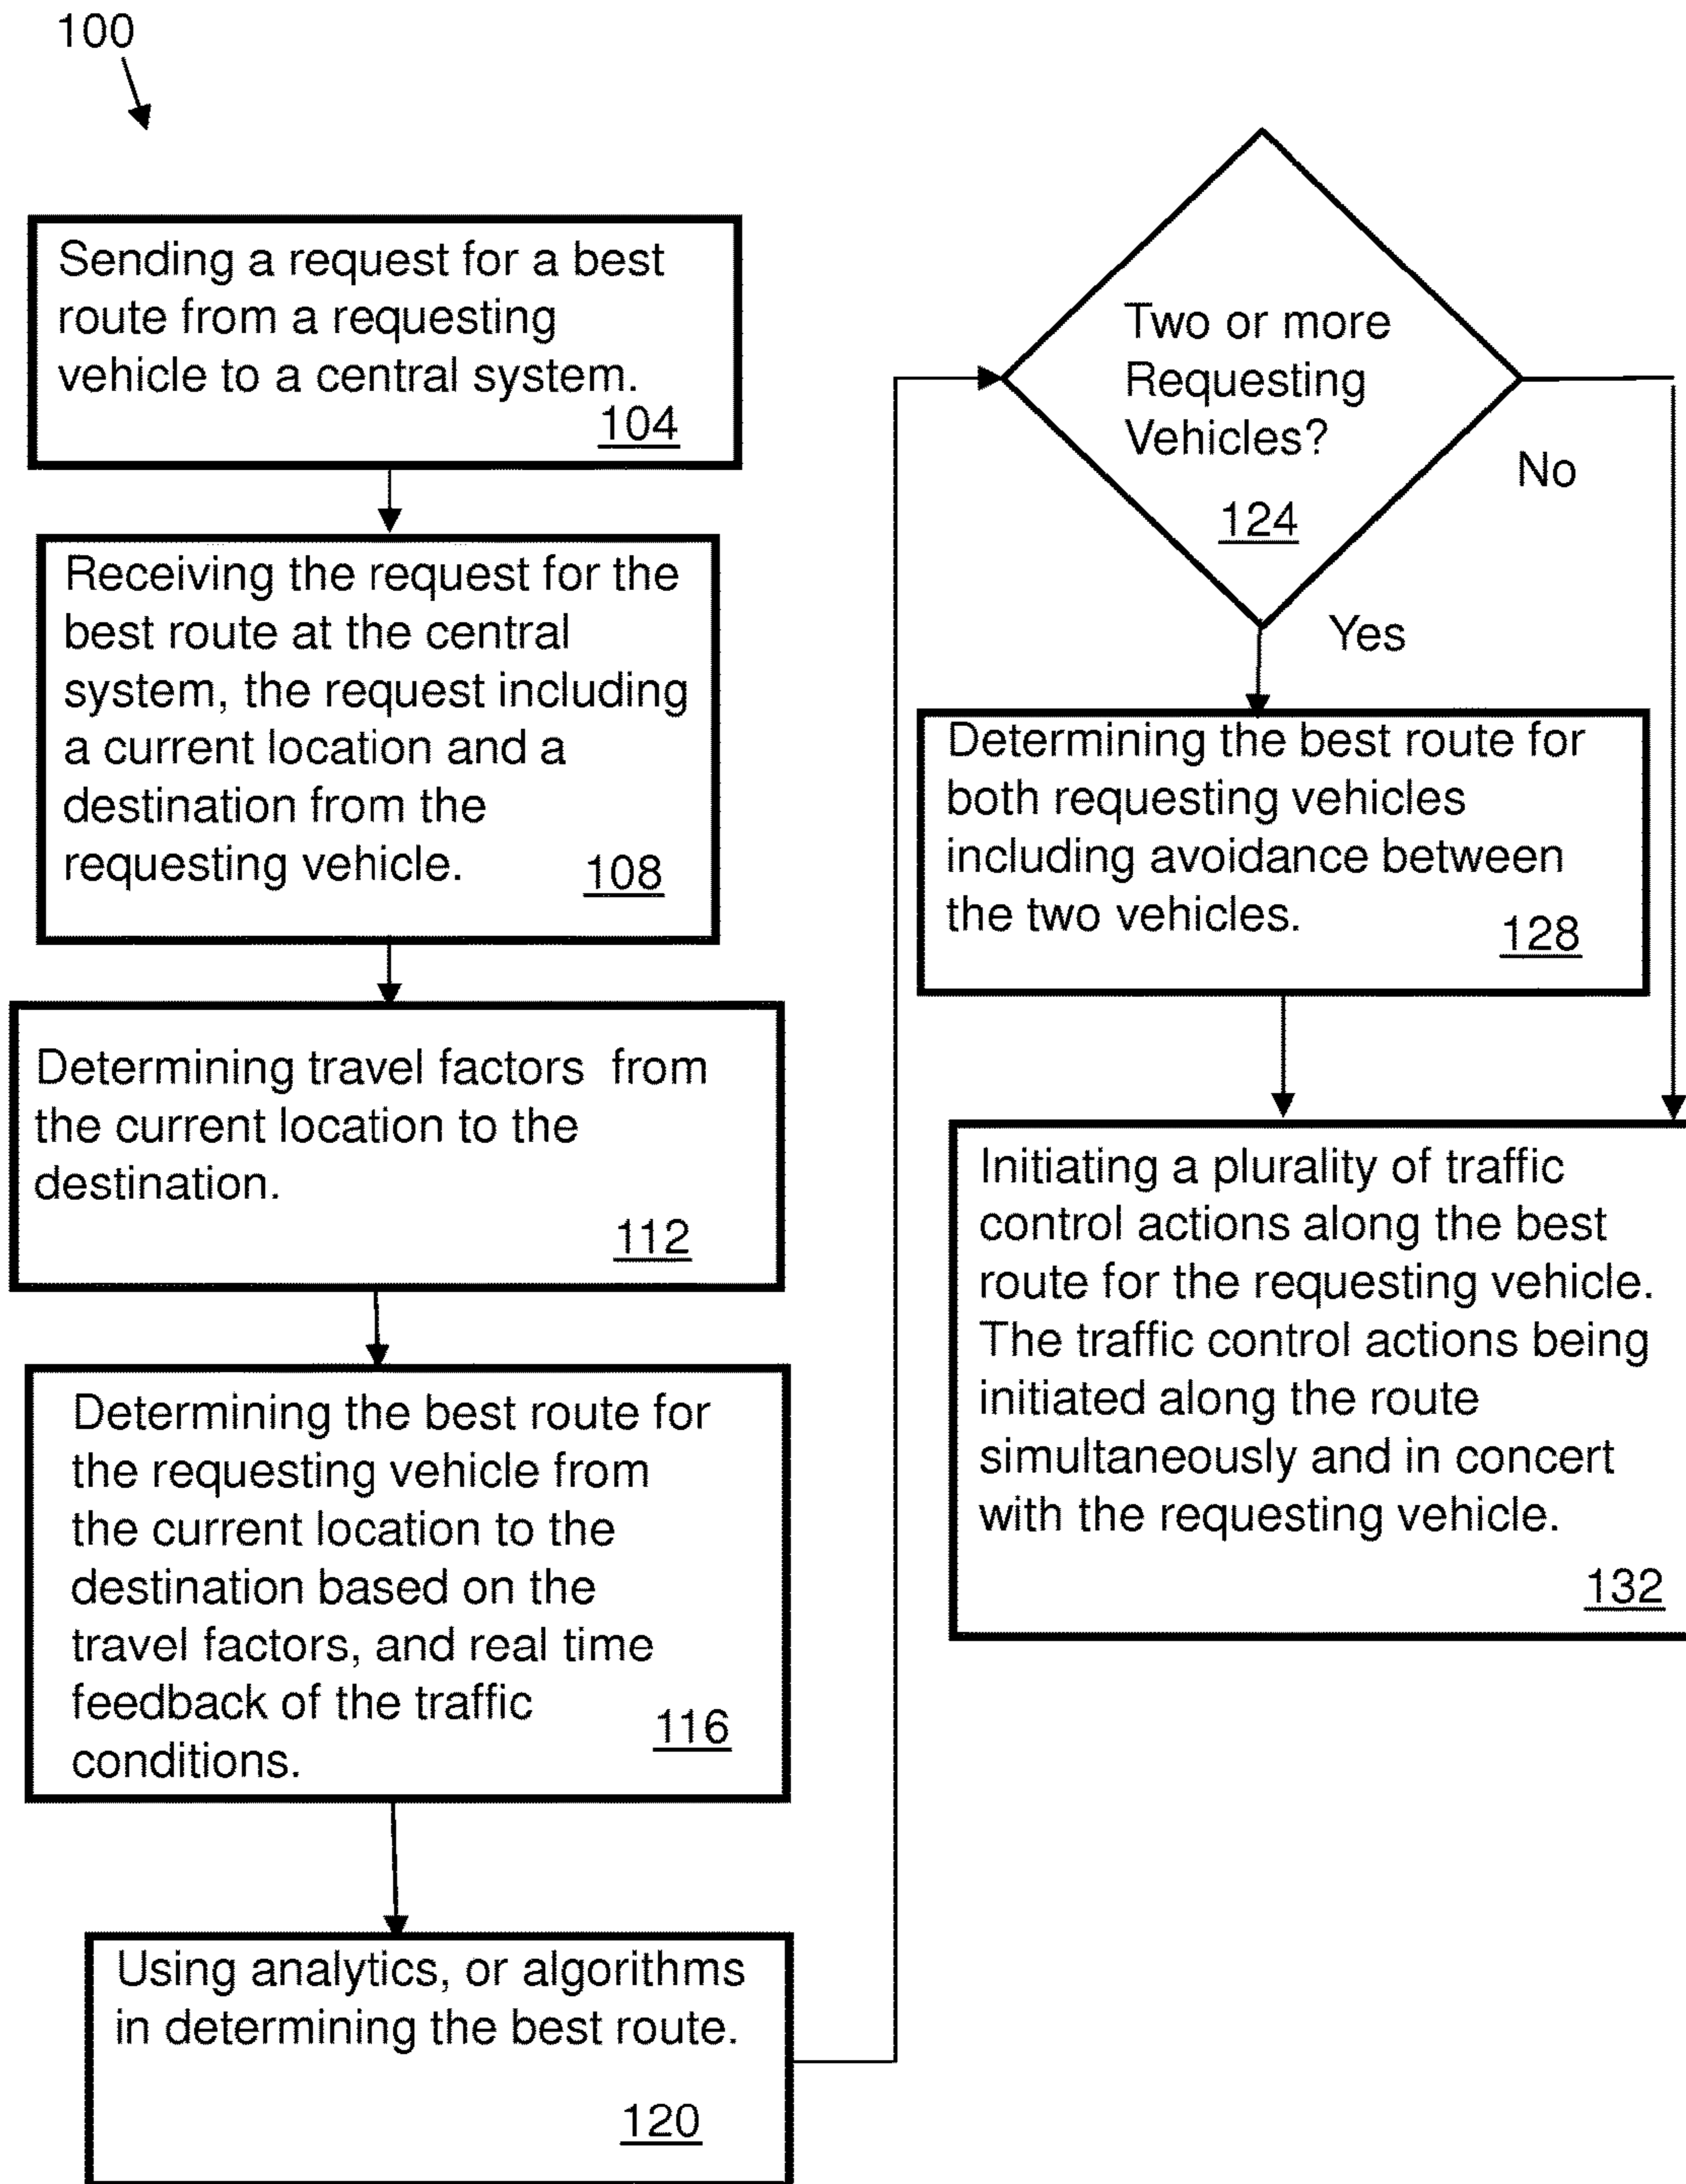 100
Sending a request for a best
route from a requesting
vehicle to a central system.
104
Receiving the request for the
best route at the central
system, the request including
a current location and a
destination from the
requesting vehicle.
108
Determining travel factors from
the current location to the
destination.
112
Determining the best route for
the requesting vehicle from
the current location to the
destination based on the
travel factors, and real time
feedback of the traffic
conditions.
116
Using analytics, or algorithms
in determining the best route.
120
Two or more
Requesting
Vehicles?
124
No
Yes
Determining the best route for
both requesting vehicles
including avoidance between
the two vehicles.
128
Initiating a plurality of traffic
control actions along the best
route for the requesting vehicle.
The traffic control actions being
initiated along the route
simultaneously and in concert
with the requesting vehicle.
132